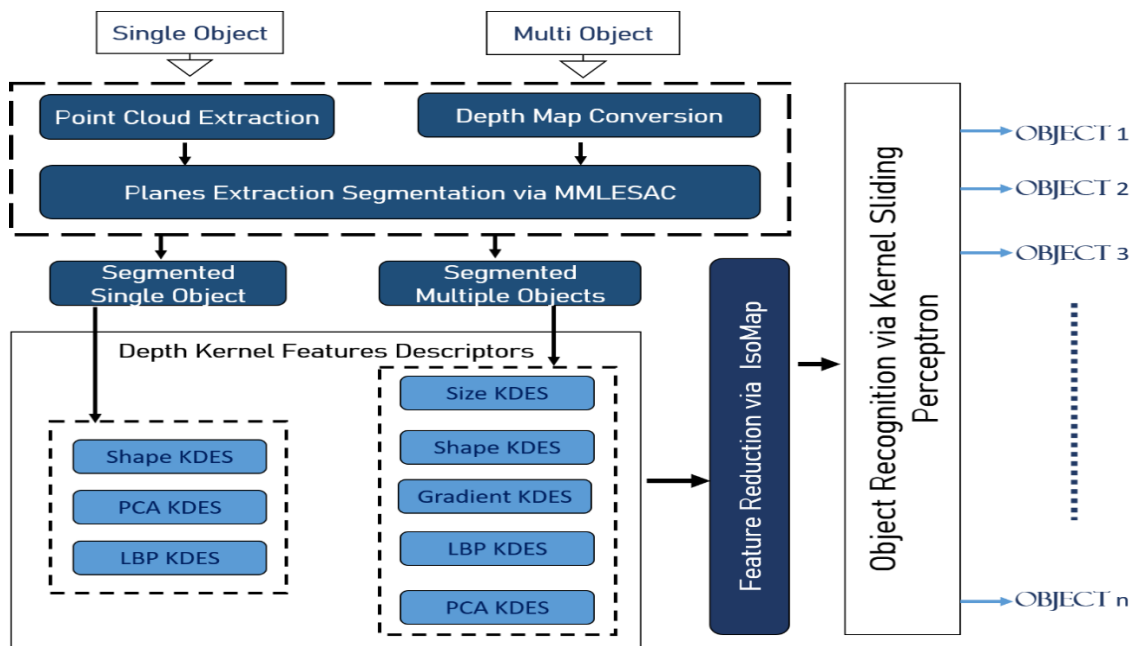 Single Object
Multi Object
Point Cloud Extraction
Depth Map Conversion
Planes Extraction Segmentation via MMLESAC
Segmented
Single Object
Segmented
Multiple Objects
Depth Kernel Features Descriptors
Shape KDES
PCA KDES
LBP KDES
Size KDES
Shape KDES
Gradient KDES
LBP KDES
PCA KDES
Feature Reduction via IsoMap
Object Recognition via Kernel Sliding
Perceptron
OBJECT 1
OBJECT 2
OBJECT 3
OBJECT n